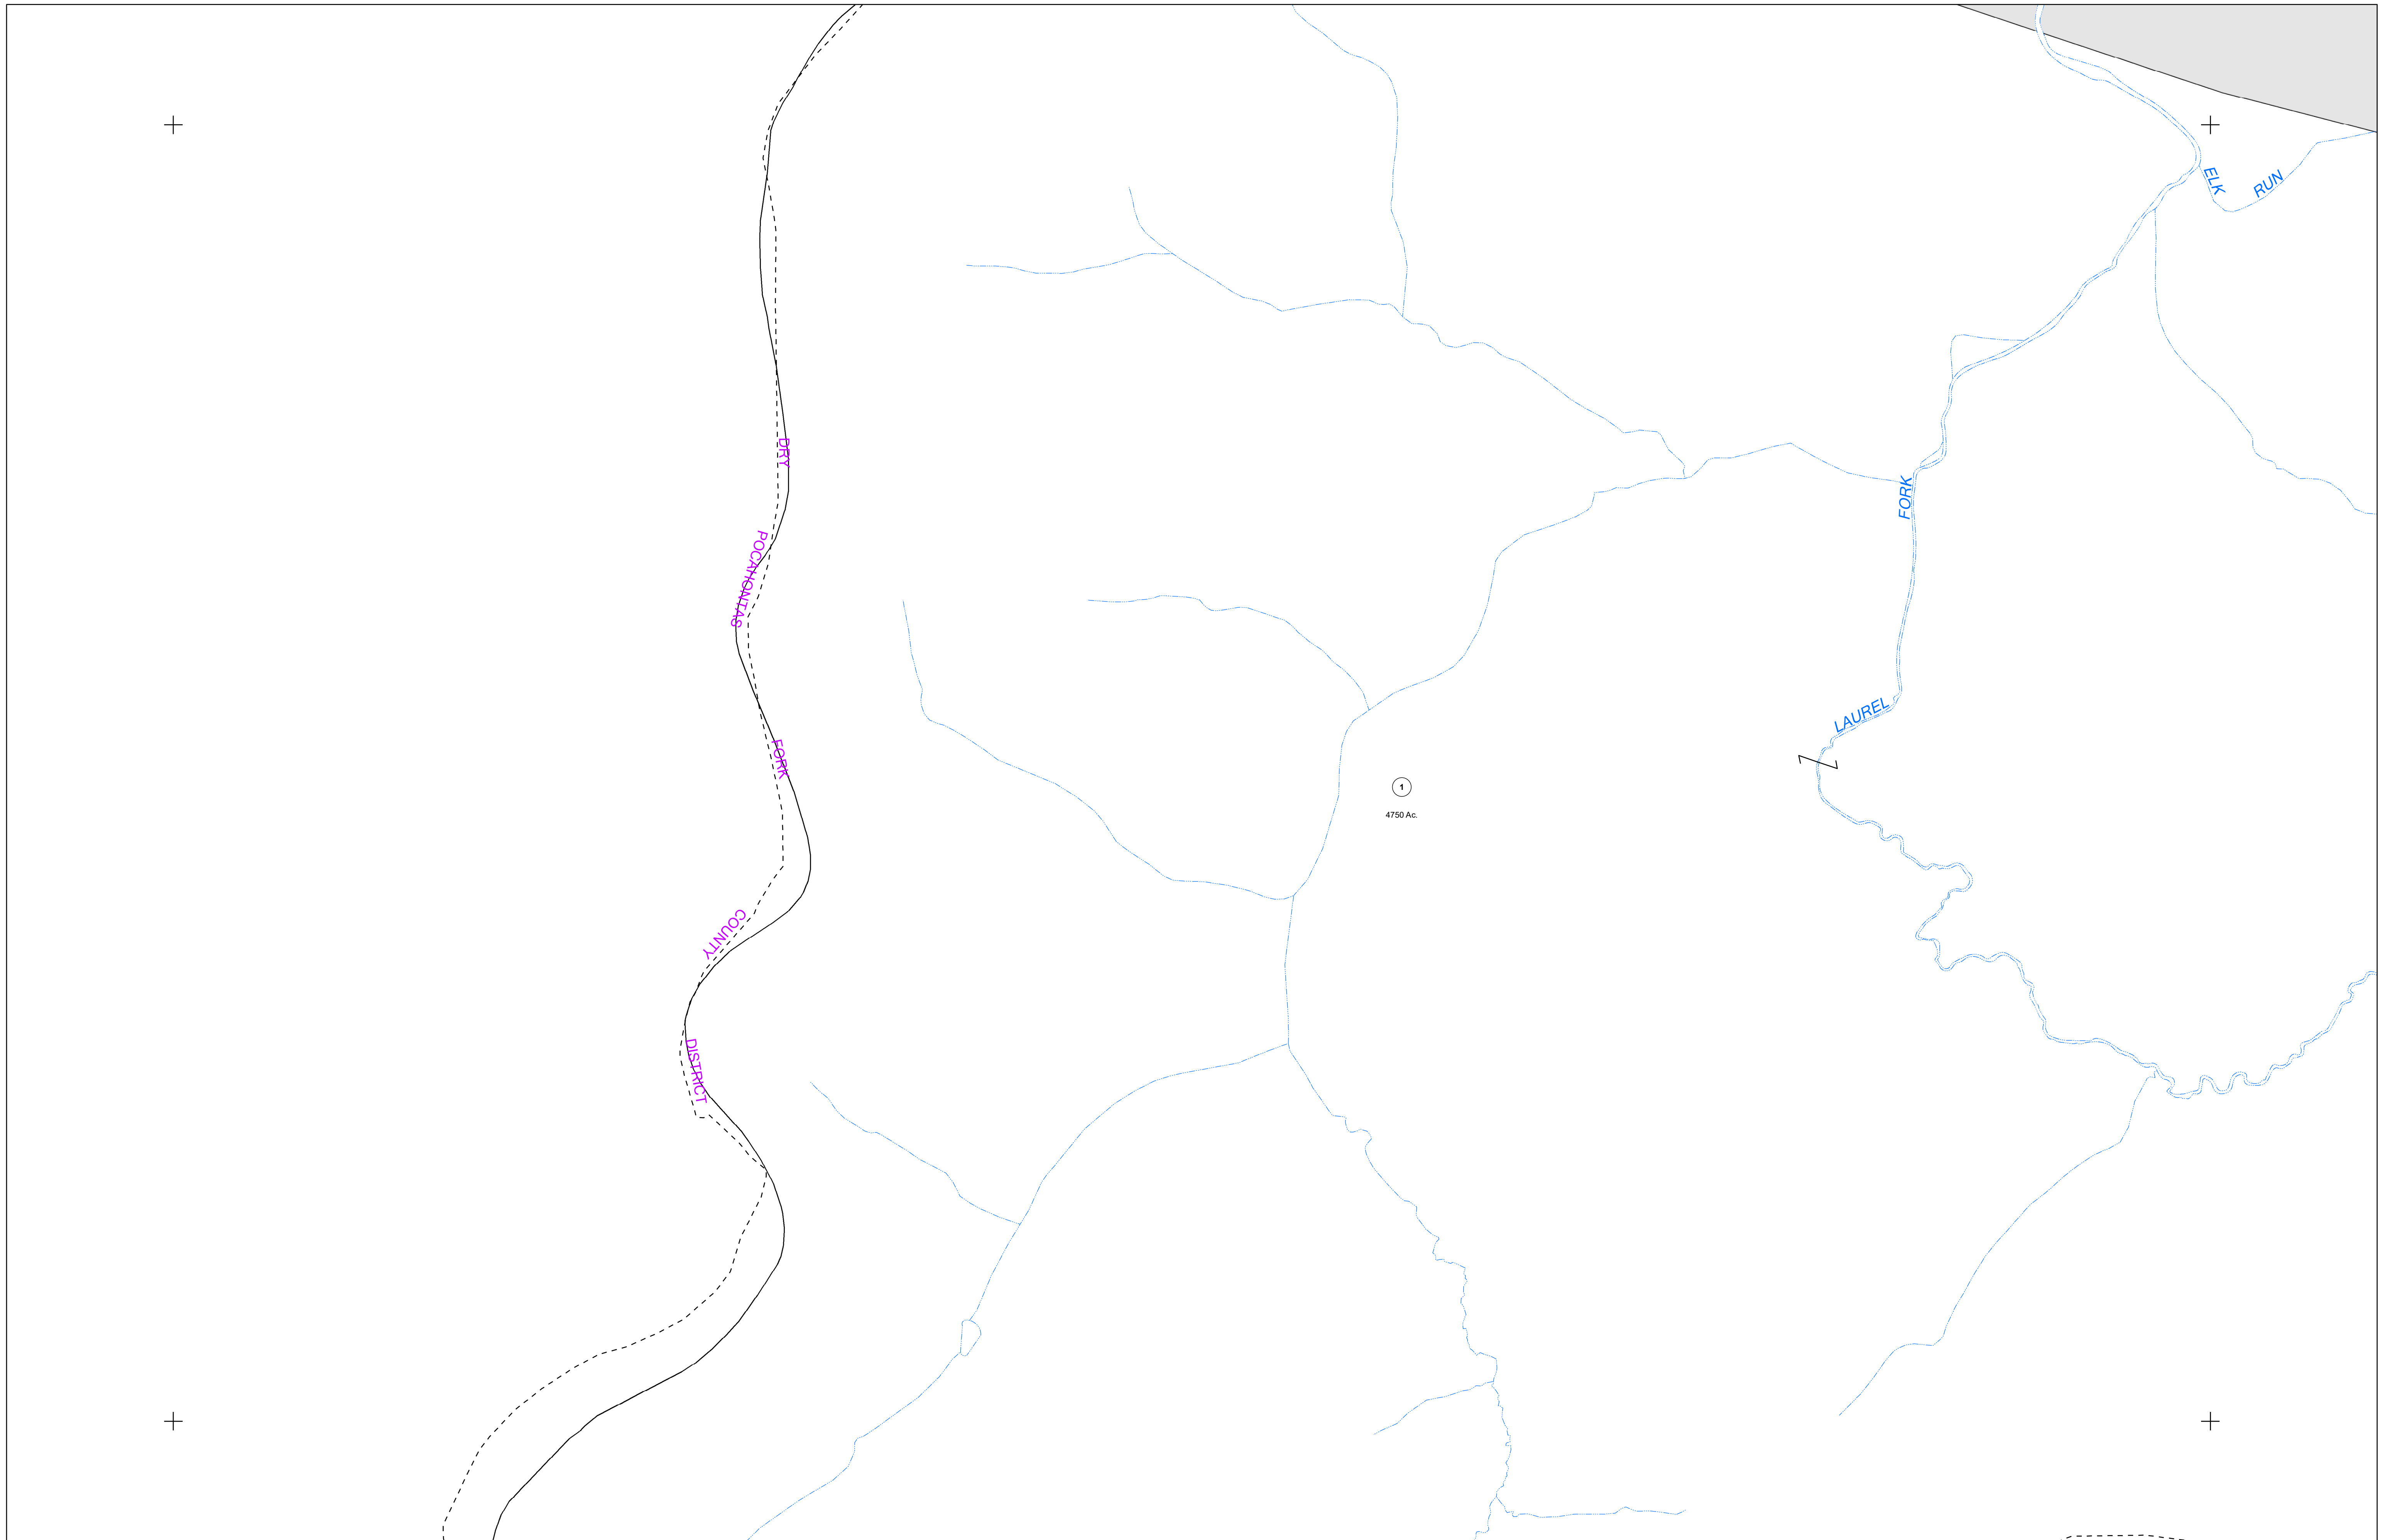 ELK RUN
DRY
FORK
POCAHONTAS
LAUREL
FORK
1
4750 Ac.
COUNTY
DISTRICT